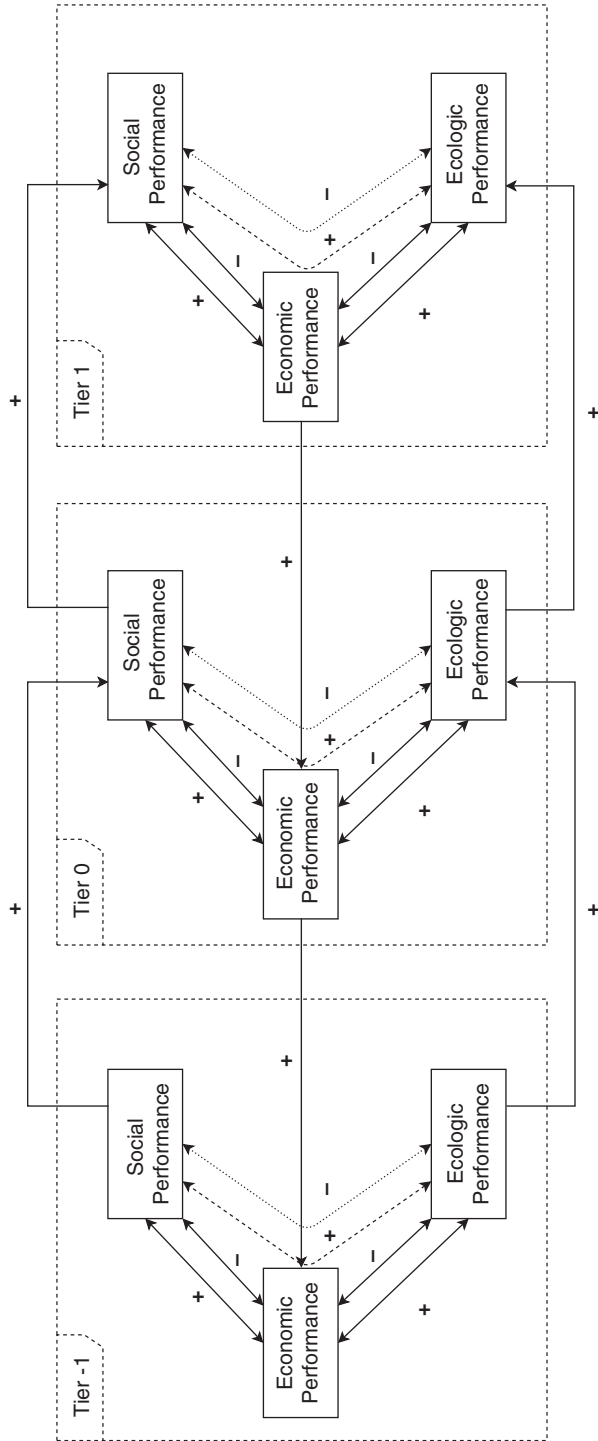 Tier -1
Social
Performance
Economic
Performance
Ecologic
Performance
+
–
+
–
–
+
+
+
+
Tier 0
Social
Performance
Economic
Performance
Ecologic
Performance
+
–
+
–
–
+
+
+
+
Tier 1
Social
Performance
Economic
Performance
Ecologic
Performance
+
–
+
–
–
+